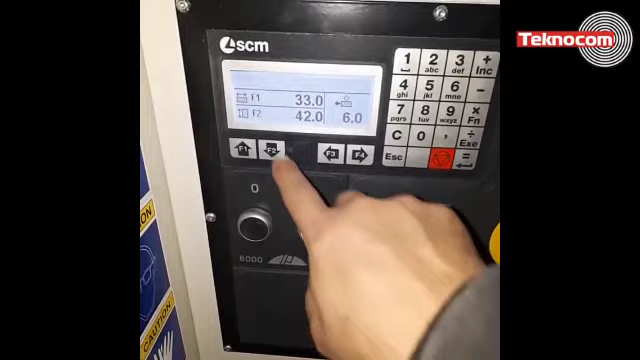 Teknocom
scm
F1 33.0
F2 42.0 6.0
1 2 abc 3 def + Inc
4 ghi 5 jkl 6 mno -
7 pqrs 8 tuv 9 wxyz × Fn
C 0 , ÷ Exe
Esc =
F1 F2 F3 F4
0
6000
CAUTION
CAUTION